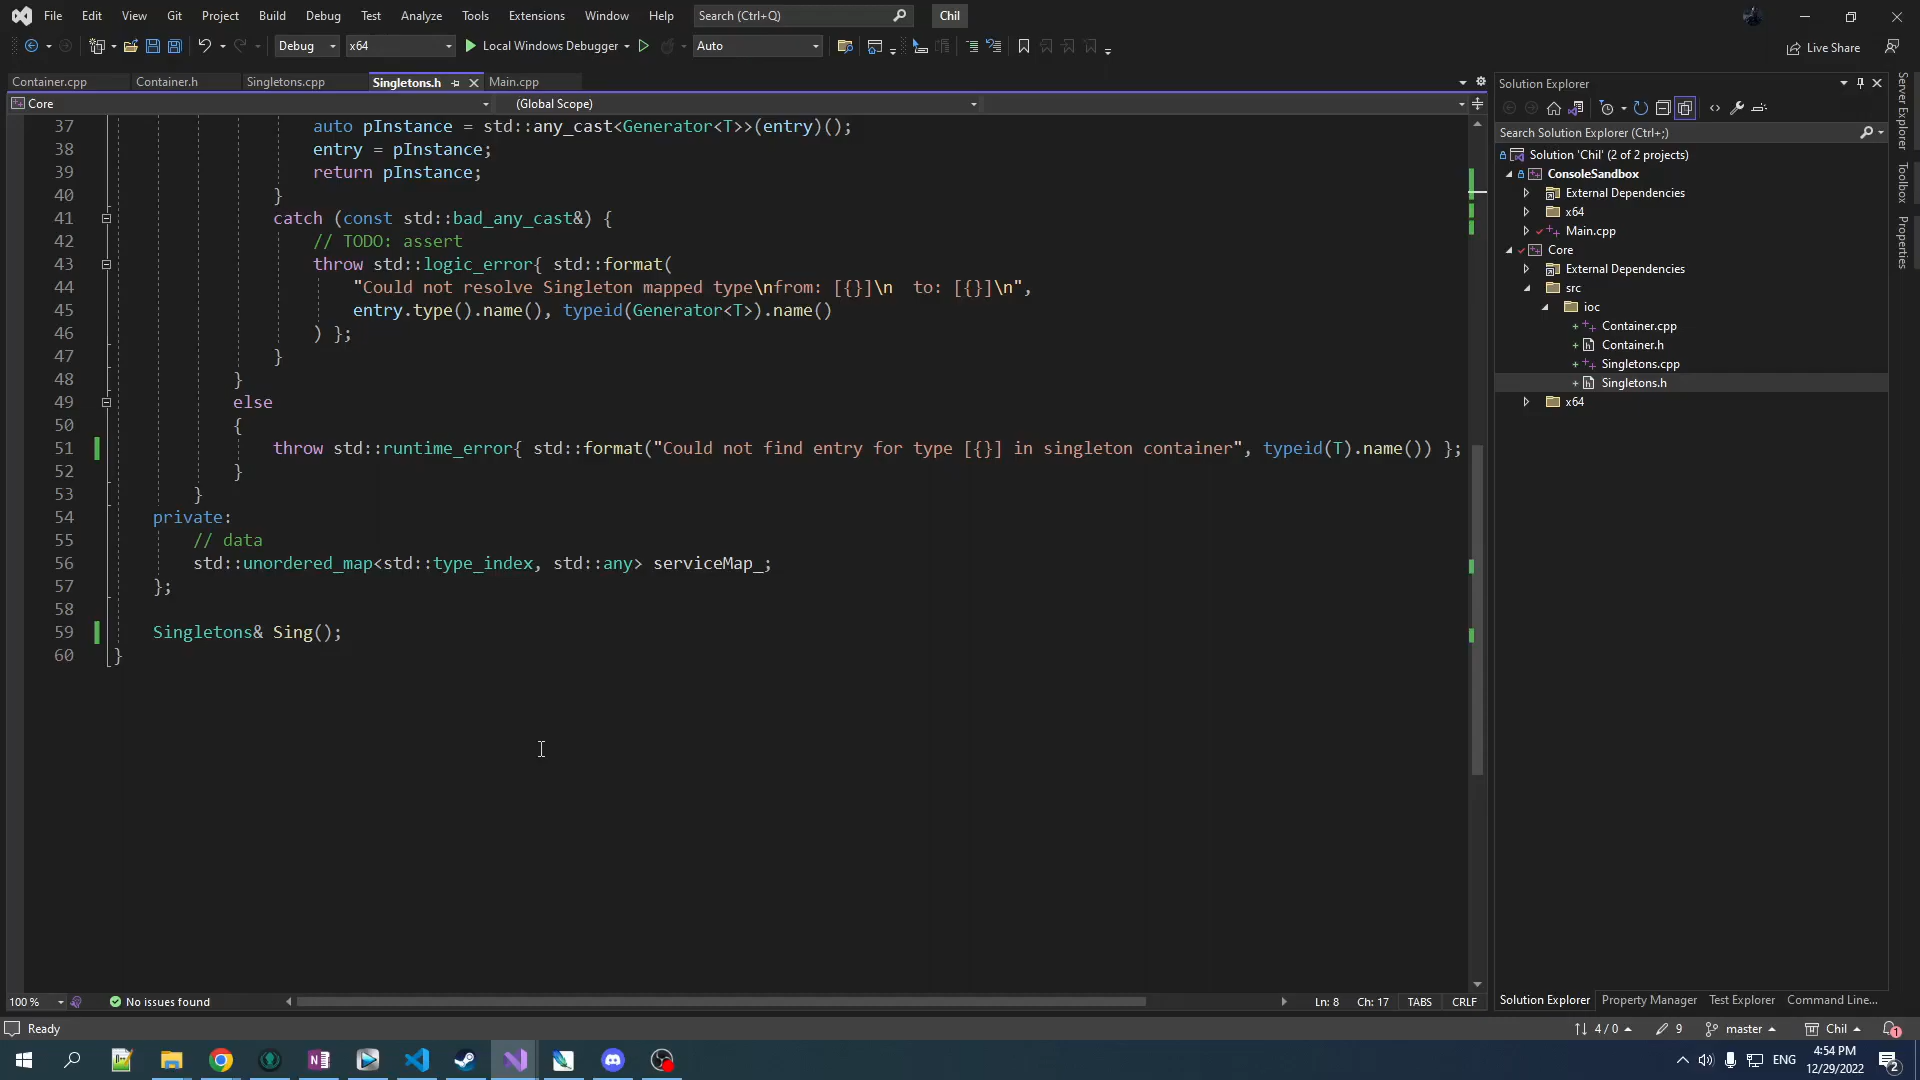 File Edit View Git Project Build Debug Test Analyze Tools Extensions Window Help Search (Ctrl+Q) Chil
Debug x64 Local Windows Debugger Auto Live Share
Container.cpp Container.h Singletons.cpp Singletons.h Main.cpp
Core (Global Scope)
37 auto pInstance = std::any_cast<Generator<T>>(entry)();
38 entry = pInstance;
39 return pInstance;
40 }
41 catch (const std::bad_any_cast&) {
42 // TODO: assert
43 throw std::logic_error{ std::format(
44 "Could not resolve Singleton mapped type\nfrom: [{}]\n  to: [{}]\n",
45 entry.type().name(), typeid(Generator<T>).name()
46 ) };
47 }
48 }
49 else
50 {
51 throw std::runtime_error{ std::format("Could not find entry for type [{}] in singleton container", typeid(T).name()) };
52 }
53 }
54 private:
55 // data
56 std::unordered_map<std::type_index, std::any> serviceMap_;
57 };
58
59 Singletons& Sing();
60 }
100 % No issues found Ln: 8 Ch: 17 TABS CRLF
Solution Explorer
Search Solution Explorer (Ctrl+;)
Solution 'Chil' (2 of 2 projects)
ConsoleSandbox
External Dependencies
x64
Main.cpp
Core
External Dependencies
src
ioc
Container.cpp
Container.h
Singletons.cpp
Singletons.h
x64
Solution Explorer Property Manager Test Explorer Command Line...
Server Explorer
Toolbox
Properties
Ready 4 / 0 9 master Chil 1
ENG 4:54 PM
12/29/2022
2